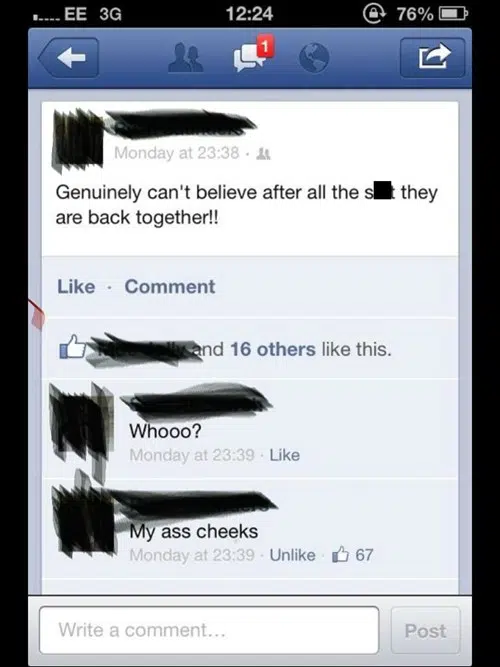 EE 3G 12:24 76%
1
Monday at 23:38 ·
Genuinely can't believe after all the s t they
are back together!!
Like · Comment
and 16 others like this.
Whooo?
Monday at 23:39 · Like
My ass cheeks
Monday at 23:39 · Unlike · 67
Write a comment...
Post